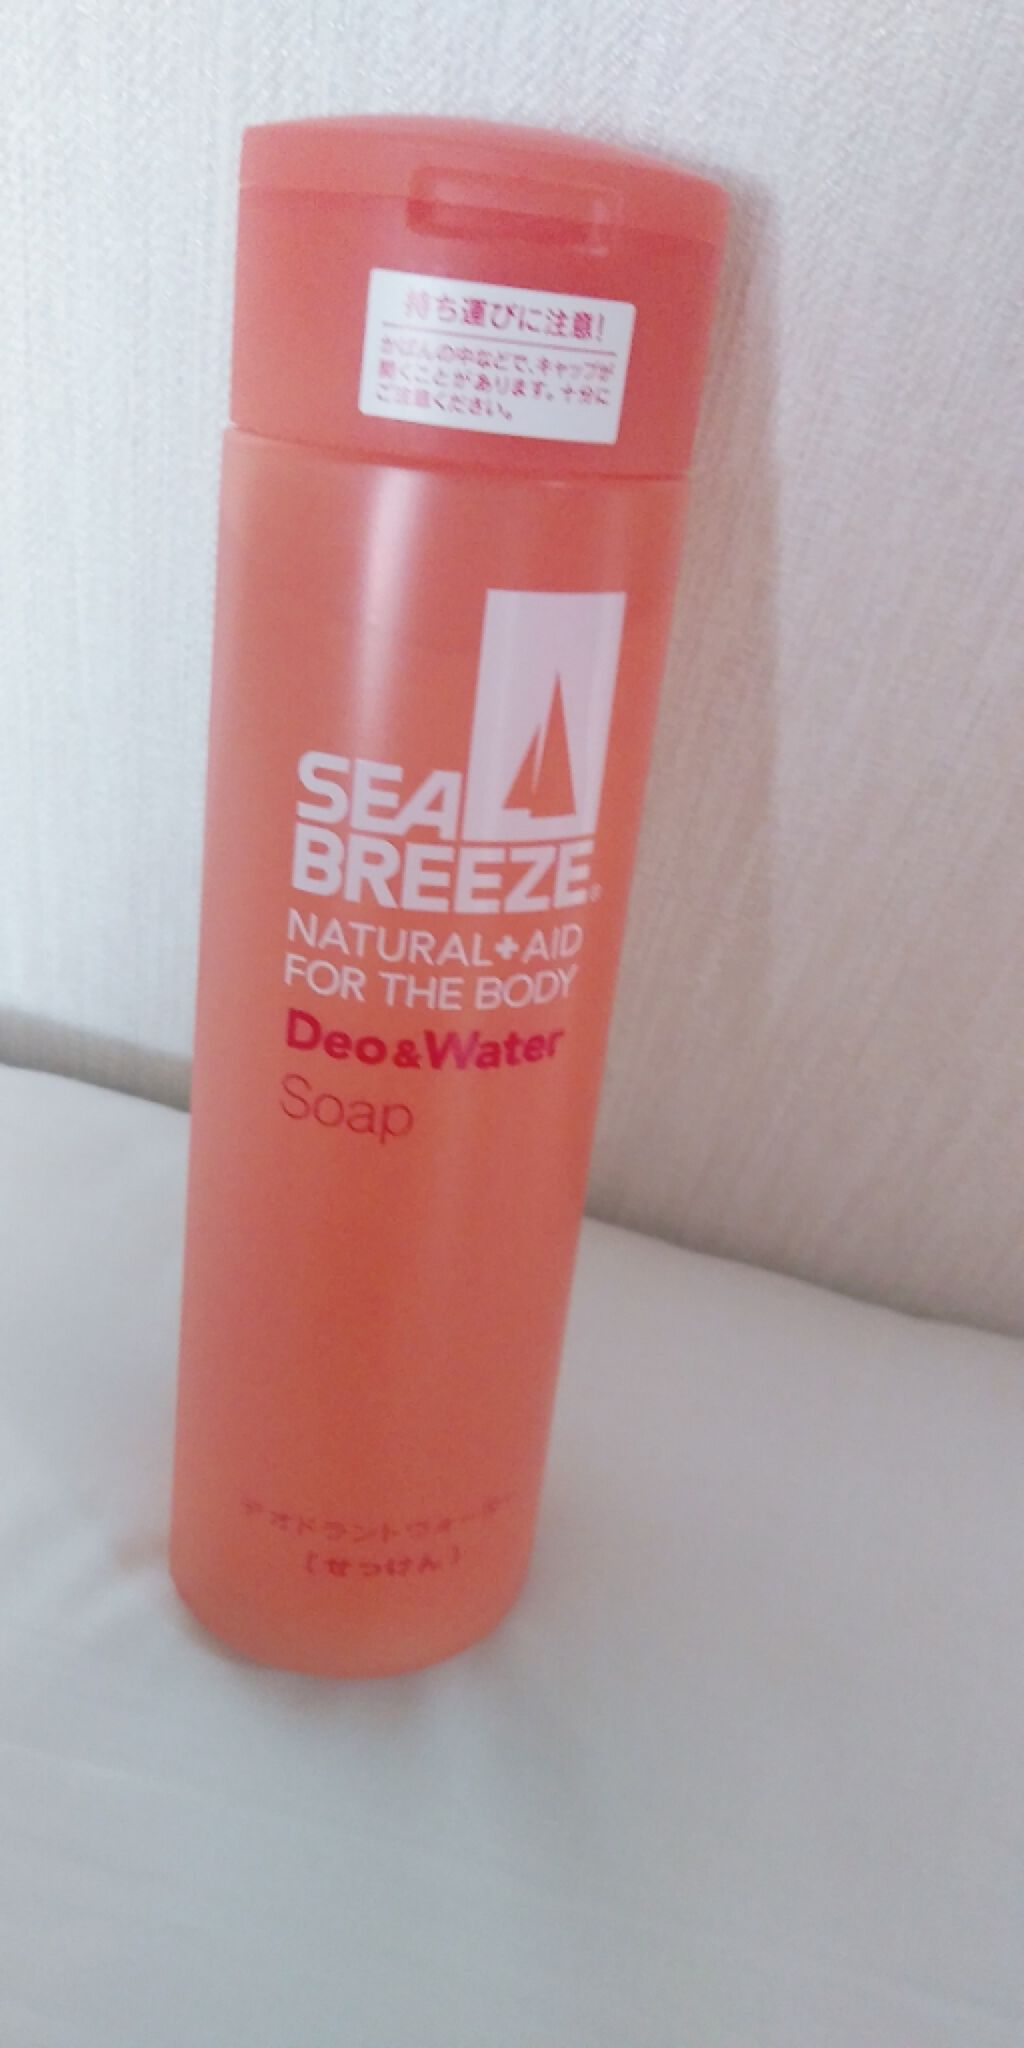 持ち運びに注意!
かばんの中などで、キャップが
開くことがあります。十分に
ご注意ください。
SEA
BREEZE®
NATURAL+AID
FOR THE BODY
Deo&Water
Soap
デオドラントウォーター
[せっけん]